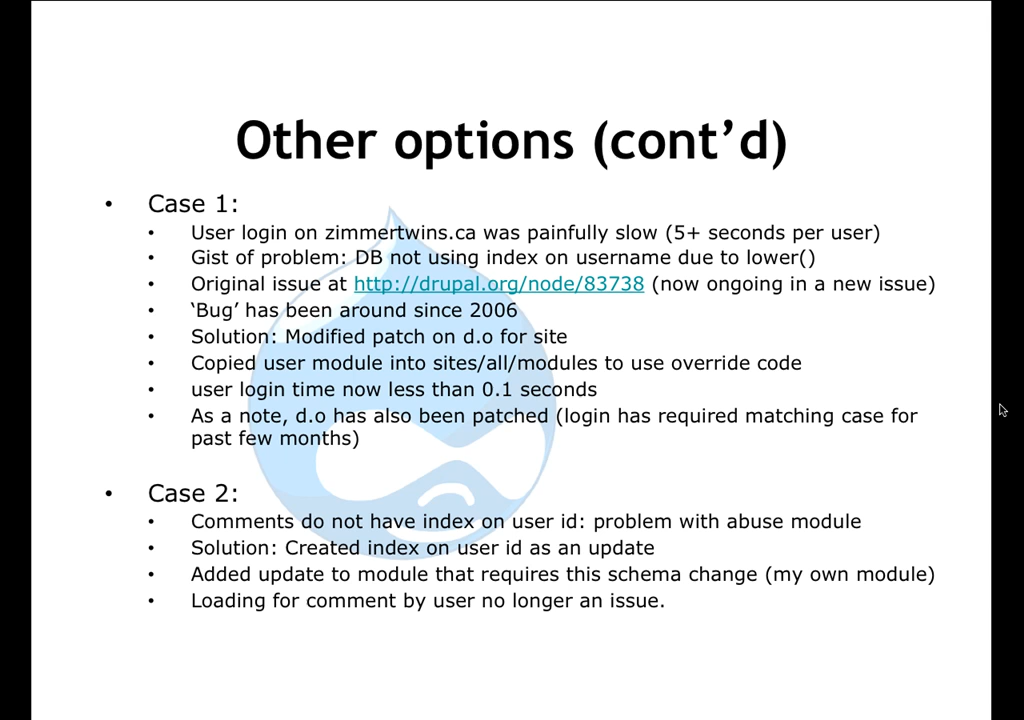 Other options (cont’d)
• Case 1:
• User login on zimmertwins.ca was painfully slow (5+ seconds per user)
• Gist of problem: DB not using index on username due to lower()
• Original issue at http://drupal.org/node/83738 (now ongoing in a new issue)
• ‘Bug’ has been around since 2006
• Solution: Modified patch on d.o for site
• Copied user module into sites/all/modules to use override code
• user login time now less than 0.1 seconds
• As a note, d.o has also been patched (login has required matching case for
past few months)
• Case 2:
• Comments do not have index on user id: problem with abuse module
• Solution: Created index on user id as an update
• Added update to module that requires this schema change (my own module)
• Loading for comment by user no longer an issue.